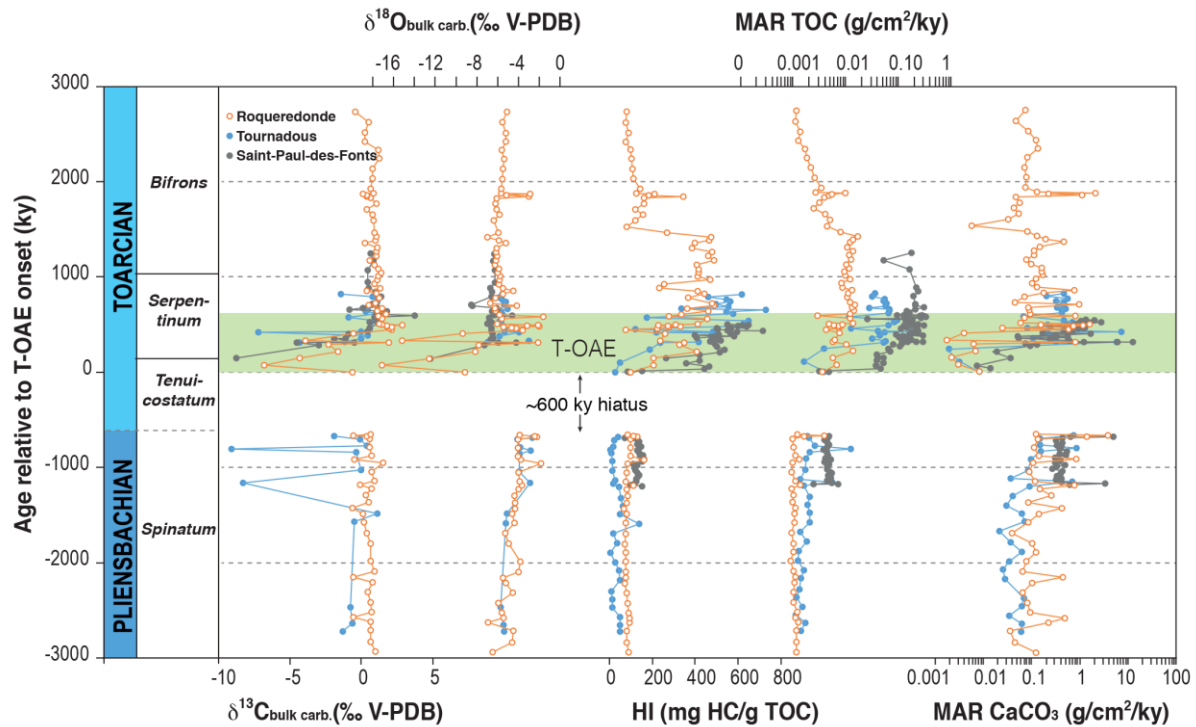 δ18Obulk carb.(‰ V-PDB)
MAR TOC (g/cm2/ky)
-16 -12 -8 -4 0
0 0.001 0.01 0.10 1
Age relative to T-OAE onset (ky)
3000
2000
1000
0
-1000
-2000
-3000
TOARCIAN
PLIENSBACHIAN
Bifrons
Serpen-
tinum
Tenui-
costatum
Spinatum
Roqueredonde
Tournadous
Saint-Paul-des-Fonts
T-OAE
~600 ky hiatus
-10 -5 0 5
0 200 400 600 800
0.001 0.01 0.1 1 10 100
δ13Cbulk carb.(‰ V-PDB)
HI (mg HC/g TOC)
MAR CaCO3 (g/cm2/ky)